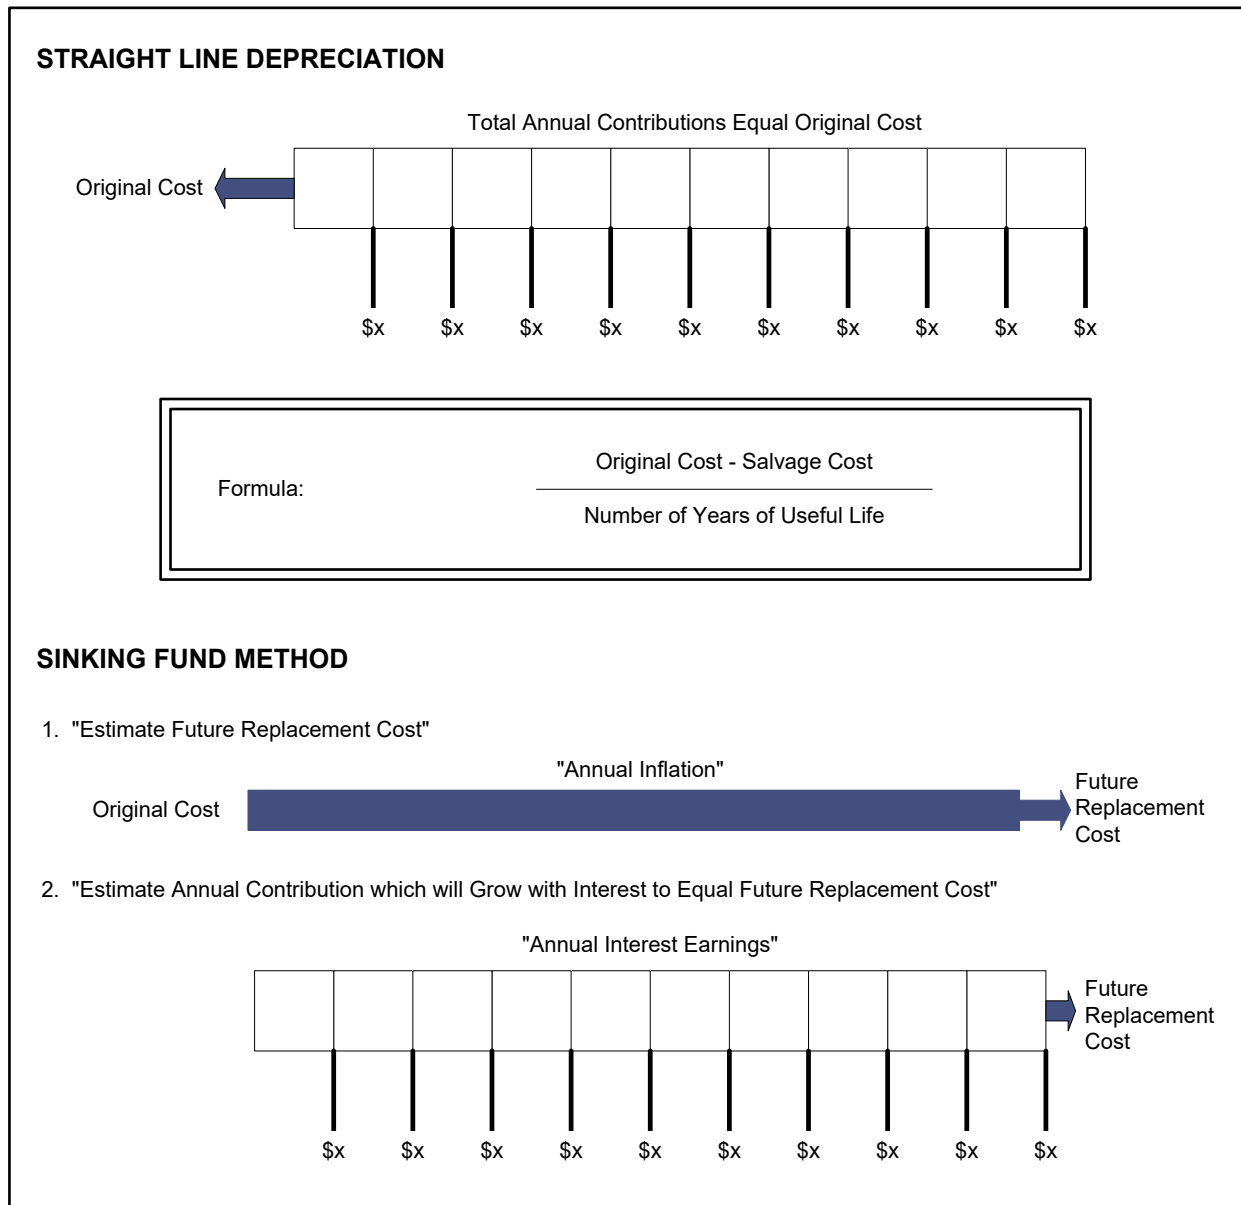 STRAIGHT LINE DEPRECIATION
Total Annual Contributions Equal Original Cost
Original Cost
$x $x $x $x $x $x $x $x $x $x
Original Cost - Salvage Cost
Formula:
Number of Years of Useful Life
SINKING FUND METHOD
1. "Estimate Future Replacement Cost"
"Annual Inflation"
Original Cost
Future
Replacement
Cost
2. "Estimate Annual Contribution which will Grow with Interest to Equal Future Replacement Cost"
"Annual Interest Earnings"
Future
Replacement
Cost
$x $x $x $x $x $x $x $x $x $x